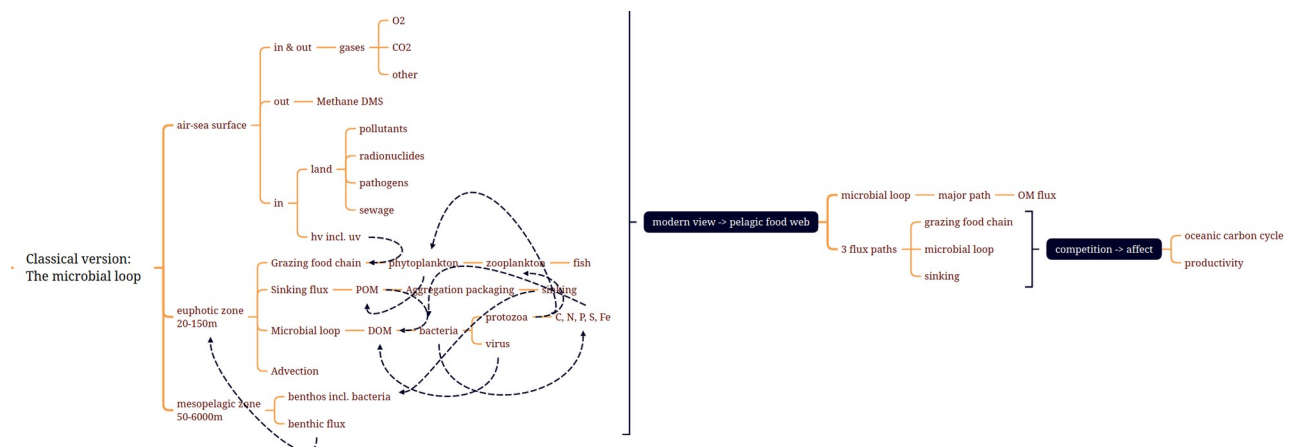 Classical version:
The microbial loop
air-sea surface
in & out
gases
O2
CO2
other
out
Methane DMS
in
land
pollutants
radionuclides
pathogens
sewage
hv incl. uv
euphotic zone
20-150m
Grazing food chain
phytoplankton
zooplankton
fish
Sinking flux
POM
Aggregation packaging
sinking
Microbial loop
DOM
bacteria
protozoa
C, N, P, S, Fe
virus
Advection
mesopelagic zone
50-6000m
benthos incl. bacteria
benthic flux
modern view -> pelagic food web
microbial loop
major path
OM flux
3 flux paths
grazing food chain
microbial loop
sinking
competition -> affect
oceanic carbon cycle
productivity